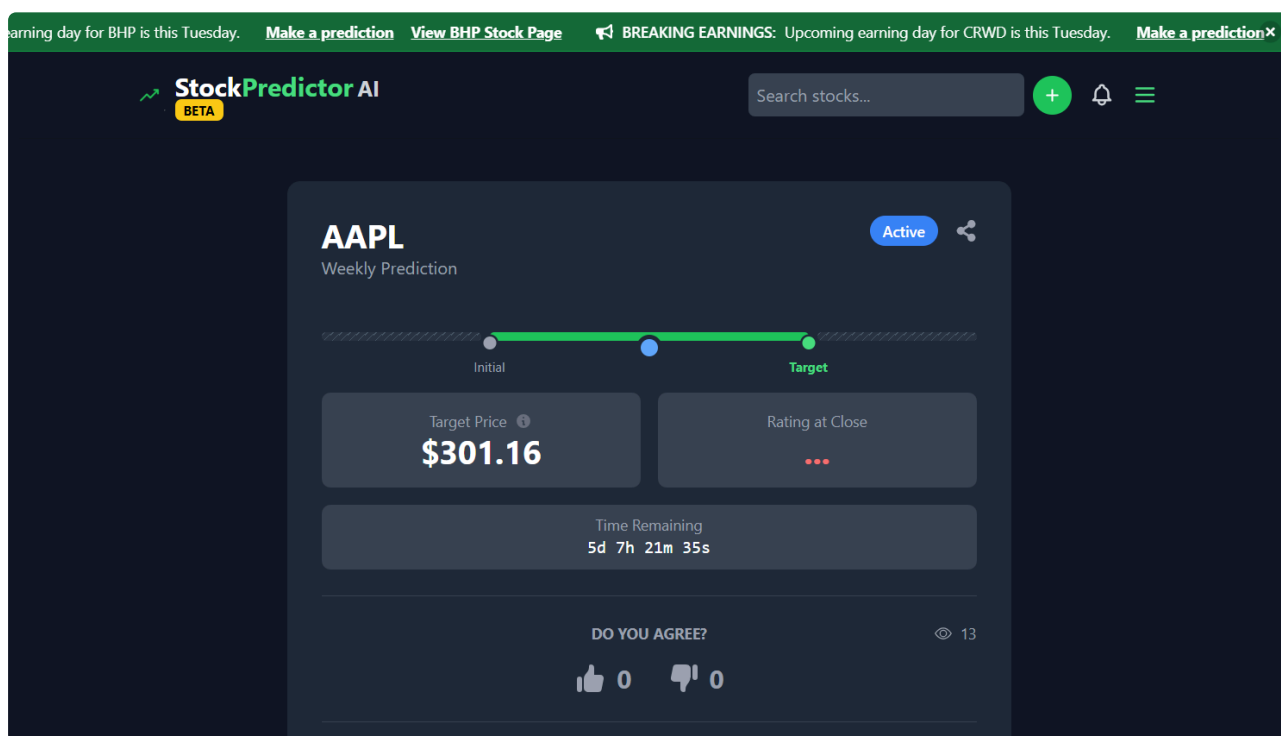 earning day for BHP is this Tuesday. Make a prediction View BHP Stock Page BREAKING EARNINGS: Upcoming earning day for CRWD is this Tuesday. Make a prediction ×
StockPredictor AI
BETA
Search stocks...
+
AAPL
Active
Weekly Prediction
Initial
Target
Target Price
$301.16
Rating at Close
...
Time Remaining
5d 7h 21m 35s
DO YOU AGREE?
13
0
0